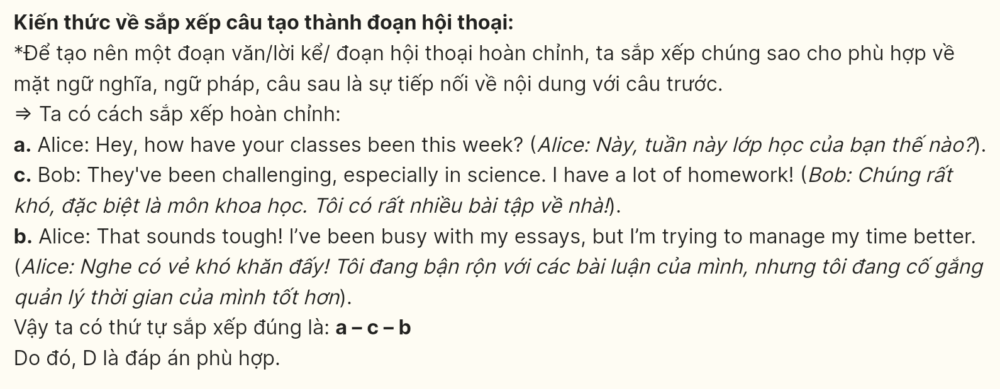 Kiến thức về sắp xếp câu tạo thành đoạn hội thoại:
*Để tạo nên một đoạn văn/lời kể/ đoạn hội thoại hoàn chỉnh, ta sắp xếp chúng sao cho phù hợp về
mặt ngữ nghĩa, ngữ pháp, câu sau là sự tiếp nối về nội dung với câu trước.
⇒ Ta có cách sắp xếp hoàn chỉnh:
a. Alice: Hey, how have your classes been this week? (Alice: Này, tuần này lớp học của bạn thế nào?).
c. Bob: They've been challenging, especially in science. I have a lot of homework! (Bob: Chúng rất
khó, đặc biệt là môn khoa học. Tôi có rất nhiều bài tập về nhà!).
b. Alice: That sounds tough! I’ve been busy with my essays, but I’m trying to manage my time better.
(Alice: Nghe có vẻ khó khăn đấy! Tôi đang bận rộn với các bài luận của mình, nhưng tôi đang cố gắng
quản lý thời gian của mình tốt hơn).
Vậy ta có thứ tự sắp xếp đúng là: a – c – b
Do đó, D là đáp án phù hợp.